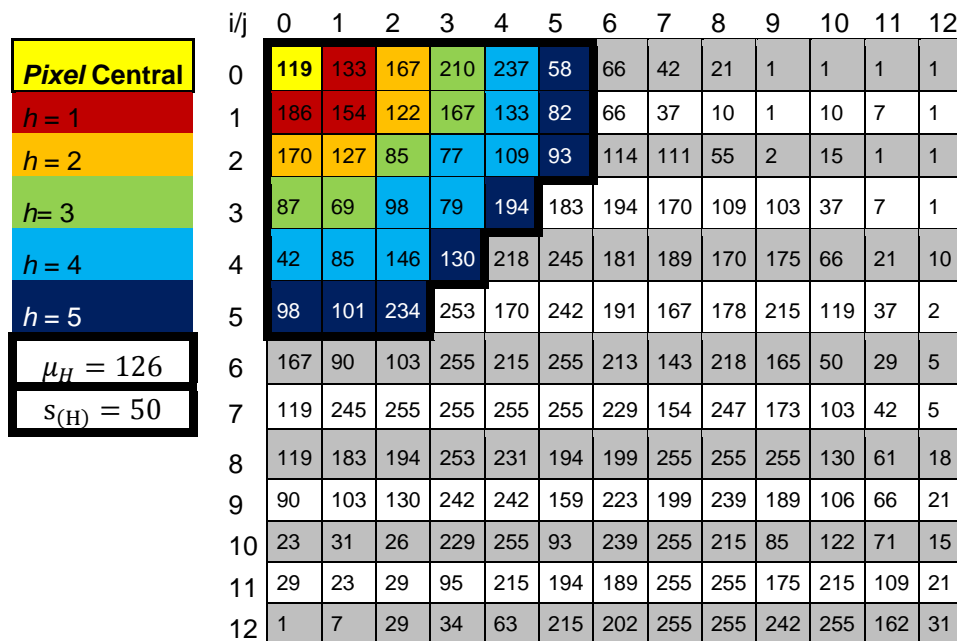 i/j 0 1 2 3 4 5 6 7 8 9 10 11 12
Pixel Central
h = 1
h = 2
h= 3
h = 4
h = 5
μ_H = 126
s_(H) = 50
0 119 133 167 210 237 58 66 42 21 1 1 1 1
1 186 154 122 167 133 82 66 37 10 1 10 7 1
2 170 127 85 77 109 93 114 111 55 2 15 1 1
3 87 69 98 79 194 183 194 170 109 103 37 7 1
4 42 85 146 130 218 245 181 189 170 175 66 21 10
5 98 101 234 253 170 242 191 167 178 215 119 37 2
6 167 90 103 255 215 255 213 143 218 165 50 29 5
7 119 245 255 255 255 255 229 154 247 173 103 42 5
8 119 183 194 253 231 194 199 255 255 255 130 61 18
9 90 103 130 242 242 159 223 199 239 189 106 66 21
10 23 31 26 229 255 93 239 255 215 85 122 71 15
11 29 23 29 95 215 194 189 255 255 175 215 109 21
12 1 7 29 34 63 215 202 255 255 242 255 162 31